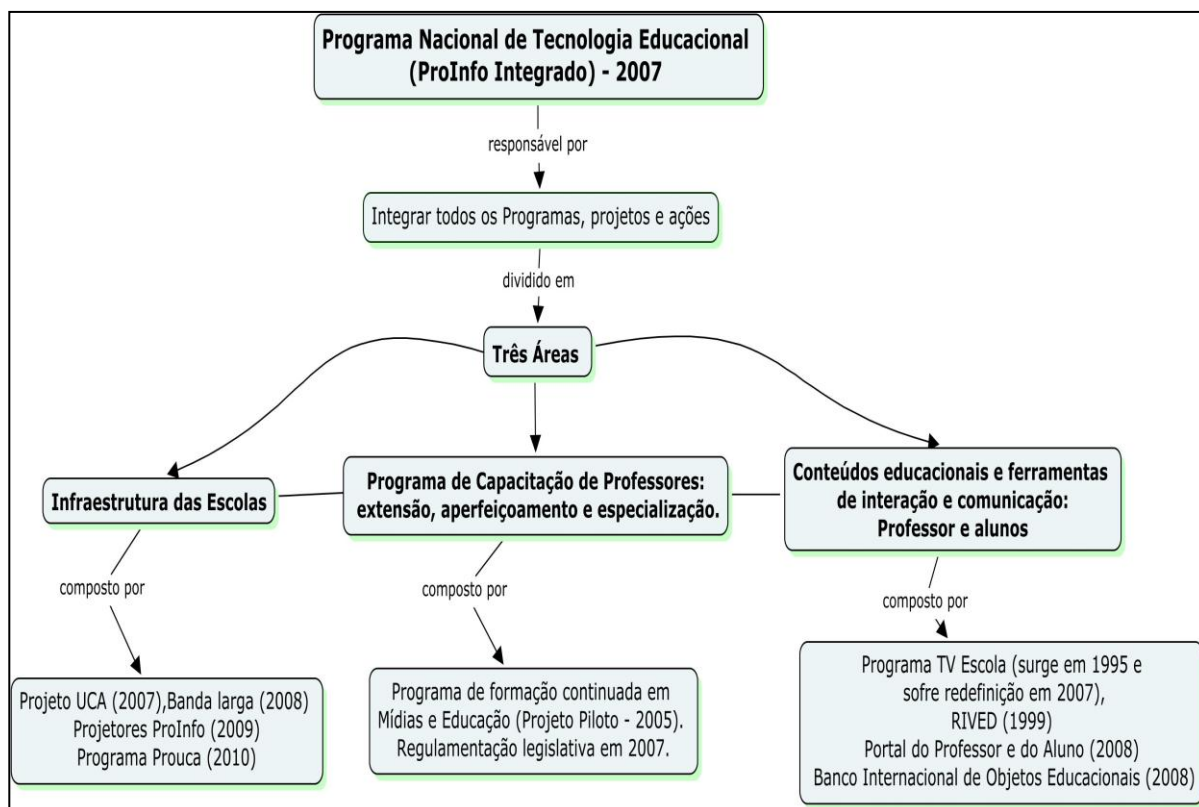 Programa Nacional de Tecnologia Educacional
(ProInfo Integrado) - 2007
responsável por
Integrar todos os Programas, projetos e ações
dividido em
Três Áreas
Infraestrutura das Escolas
Programa de Capacitação de Professores:
extensão, aperfeiçoamento e especialização.
Conteúdos educacionais e ferramentas
de interação e comunicação:
Professor e alunos
composto por
composto por
composto por
Projeto UCA (2007),Banda larga (2008)
Projetores ProInfo (2009)
Programa Prouca (2010)
Programa de formação continuada em
Mídias e Educação (Projeto Piloto - 2005).
Regulamentação legislativa em 2007.
Programa TV Escola (surge em 1995 e
sofre redefinição em 2007),
RIVED (1999)
Portal do Professor e do Aluno (2008)
Banco Internacional de Objetos Educacionais (2008)